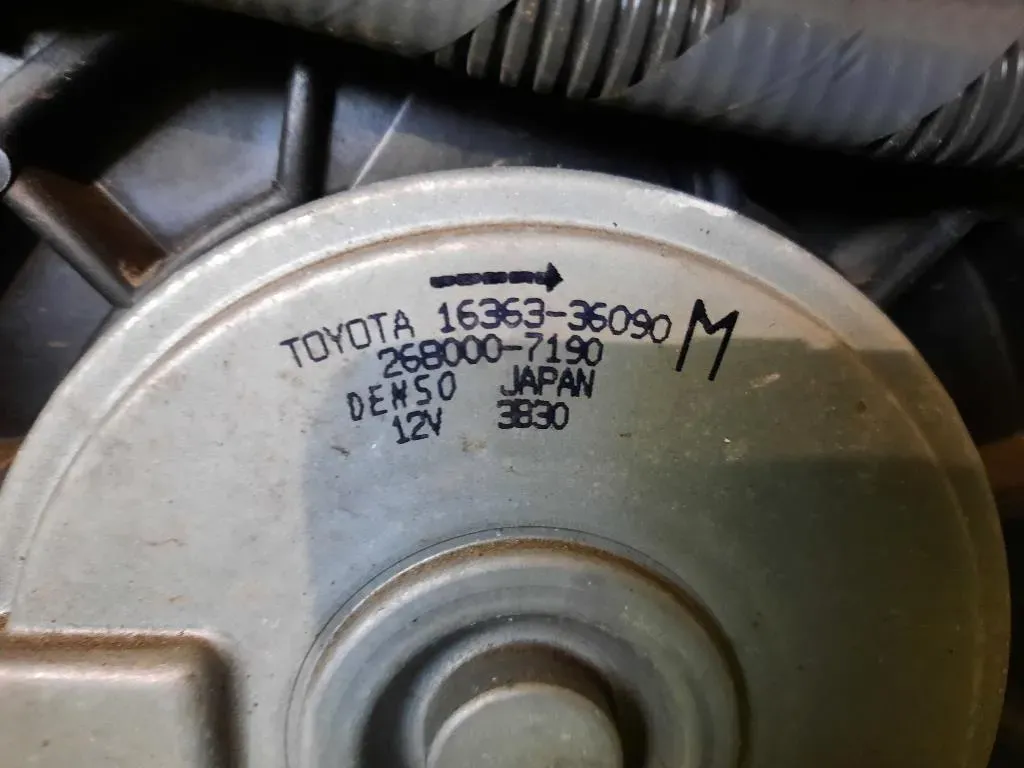 TOYOTA 16363-36090 M
268000-7190
DENSO JAPAN
12V 3B30